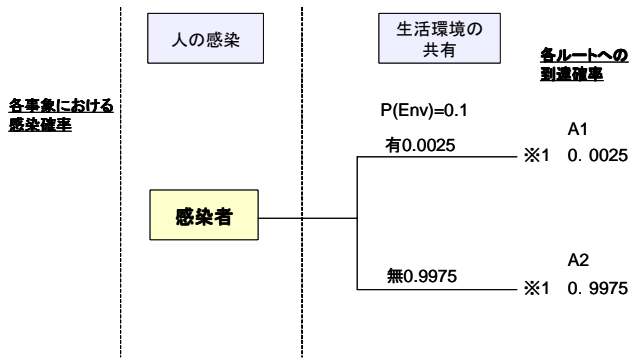 人の感染
生活環境の
共有
各ルートへの
到達確率
各事象における
感染確率
P(Env)=0.1
有0.0025
A1
※1 0. 0025
感染者
無0.9975
A2
※1 0. 9975